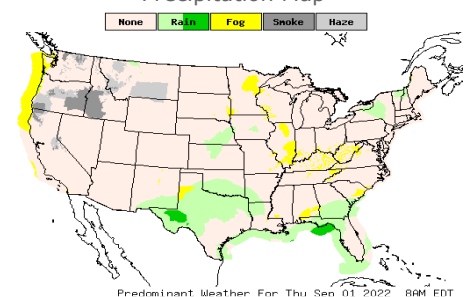 Precipitation Map
None Rain Fog Smoke Haze
Predominant Weather For Thu Sep 01 2022 8AM EDT